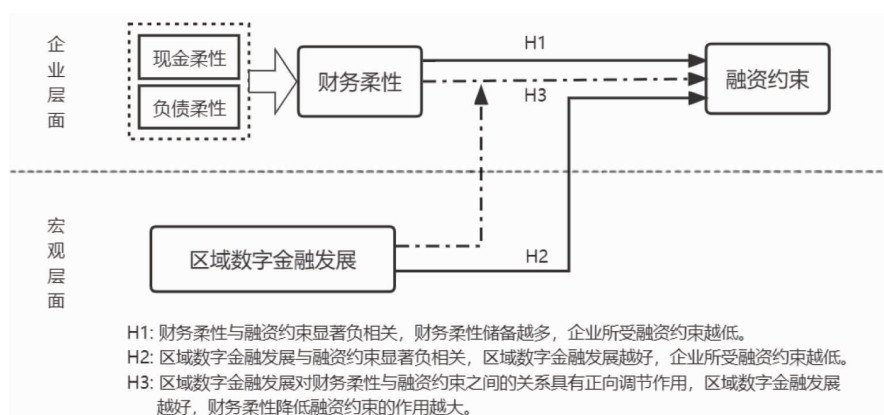 企业层面
现金柔性
负债柔性
财务柔性
H1
H3
融资约束
宏观层面
区域数字金融发展
H2
H1: 财务柔性与融资约束显著负相关，财务柔性储备越多，企业所受融资约束越低。
H2: 区域数字金融发展与融资约束显著负相关，区域数字金融发展越好，企业所受融资约束越低。
H3: 区域数字金融发展对财务柔性与融资约束之间的关系具有正向调节作用，区域数字金融发展
越好，财务柔性降低融资约束的作用越大。